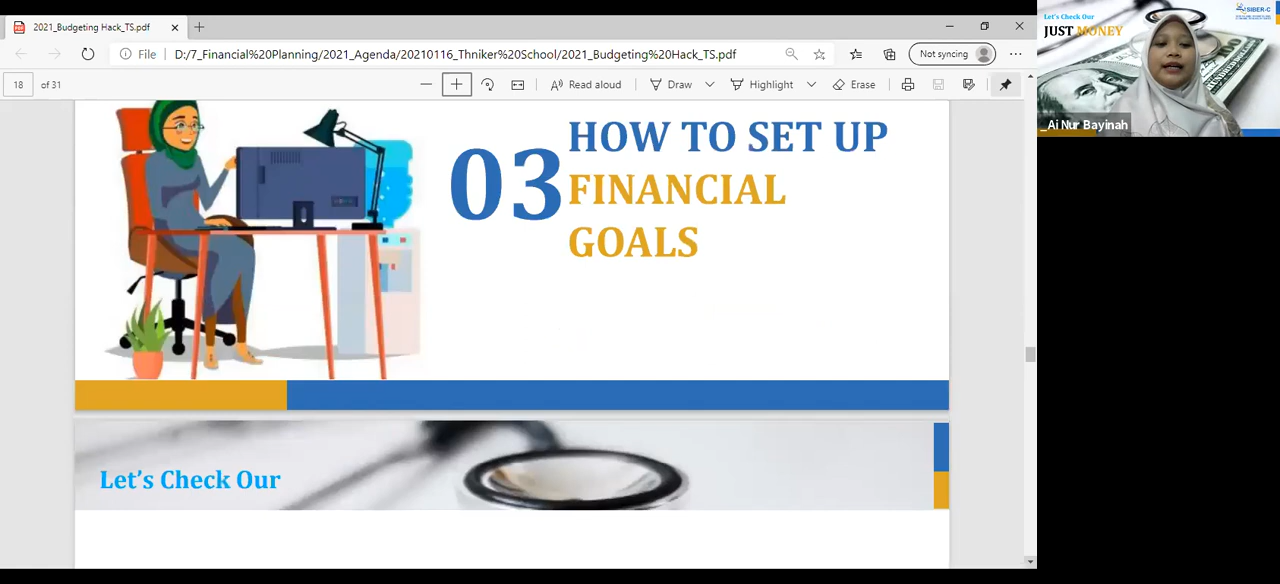 2021_Budgeting Hack_TS.pdf
File
D:/7_Financial%20Planning/2021_Agenda/20210116_Thniker%20School/2021_Budgeting%20Hack_TS.pdf
Not syncing
18 of 31
Read aloud
Draw
Highlight
Erase
03
HOW TO SET UP
FINANCIAL
GOALS
Let's Check Our
Let's Check Our
JUST MONEY
SIBER-C
_Ai Nur Bayinah